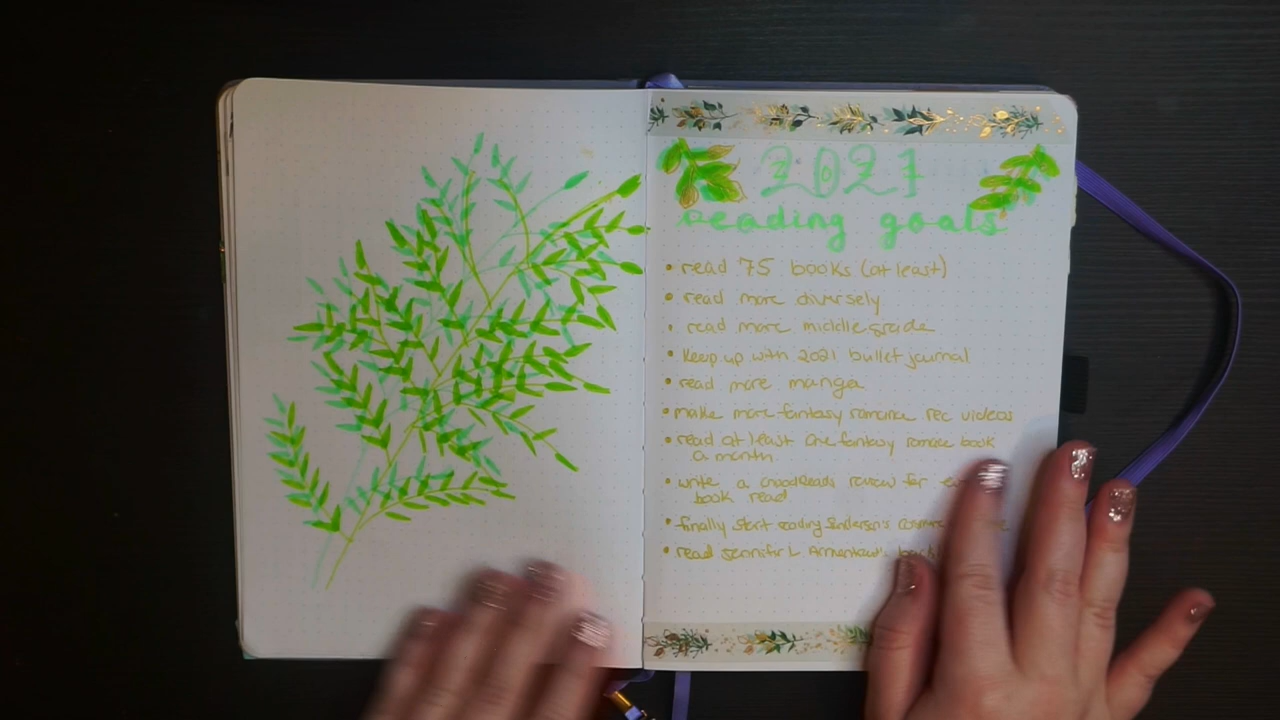 2021
reading goals
• read 75 books (at least)
• read more diversely
• read more middle grade
• Keep up with 2021 bullet journal
• read more manga
• make more fantasy romance rec videos
• read at least one fantasy romance book
a month.
• write a GoodReads review for
book read
• finally start reading Sanderson's
• read Jennifer L Armentrout's